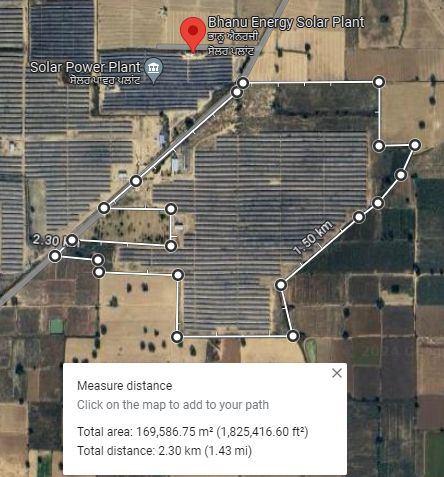 Bhanu Energy Solar Plant
ਭਾਨੂ ਐਨਰਜੀ
ਸੋਲਰ ਪਲਾਂਟ
Solar Power Plant
ਸੋਲਰ ਪਾਵਰ ਪਲਾਂਟ
2.30
1.50 km
Measure distance
Click on the map to add to your path
Total area: 169,586.75 m² (1,825,416.60 ft²)
Total distance: 2.30 km (1.43 mi)